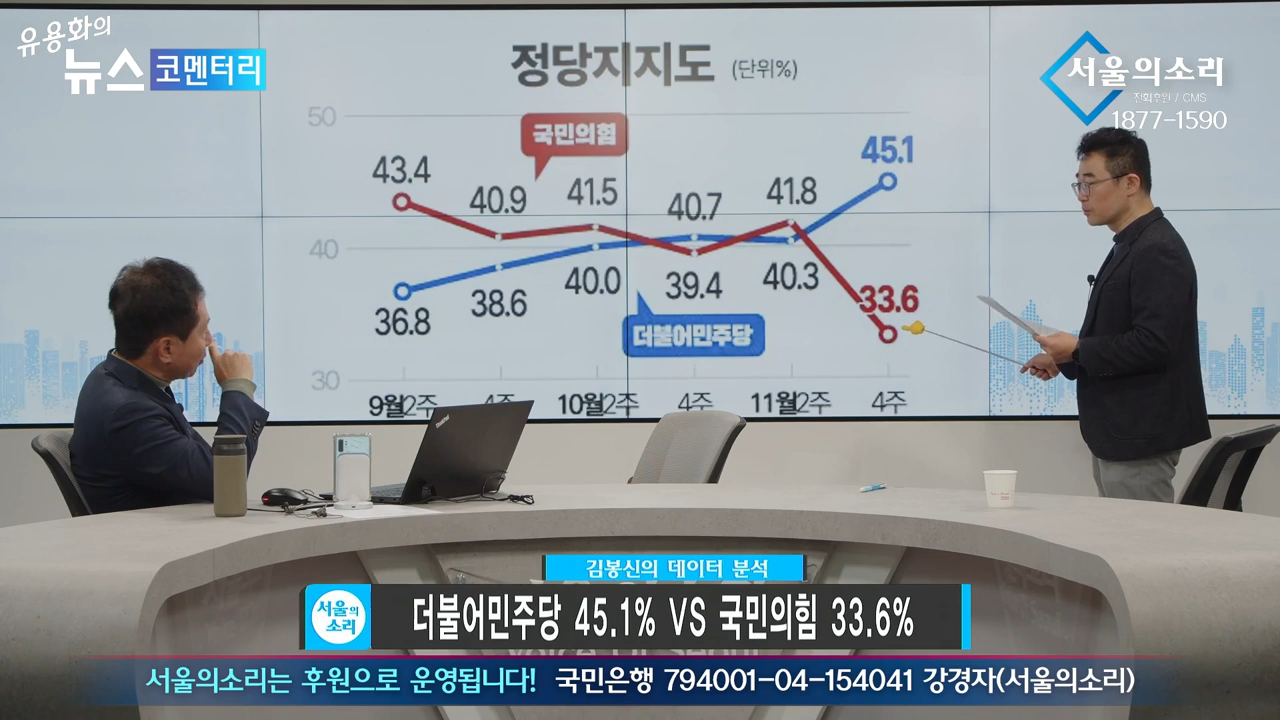 유용화의
뉴스 코멘터리
서울의소리
전화후원 / CMS
1877-1590
정당지지도 (단위%)
50
국민의힘
45.1
43.4
40.9
41.5
40.7
41.8
40
36.8
38.6
40.0
39.4
40.3
33.6
더불어민주당
30
9월2주 4주 10월2주 4주 11월2주 4주
ThinkPad
김봉신의 데이터 분석
서울의
소리
더불어민주당 45.1% VS 국민의힘 33.6%
서울의소리는 후원으로 운영됩니다! 국민은행 794001-04-154041 강경자(서울의소리)